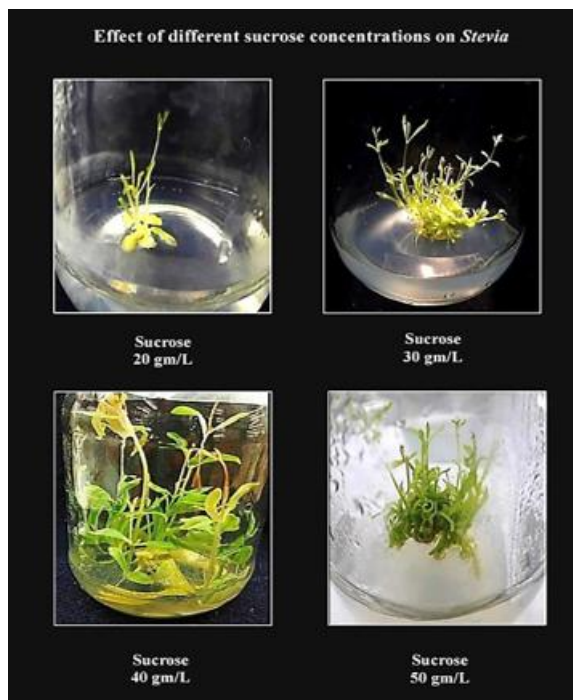 Effect of different sucrose concentrations on Stevia
Sucrose
20 gm/L
Sucrose
30 gm/L
Sucrose
40 gm/L
Sucrose
50 gm/L